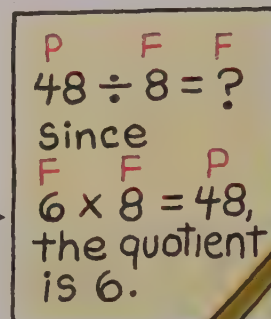 P F F
48 ÷ 8 = ?
since
F F P
6 x 8 = 48,
the quotient
is 6.